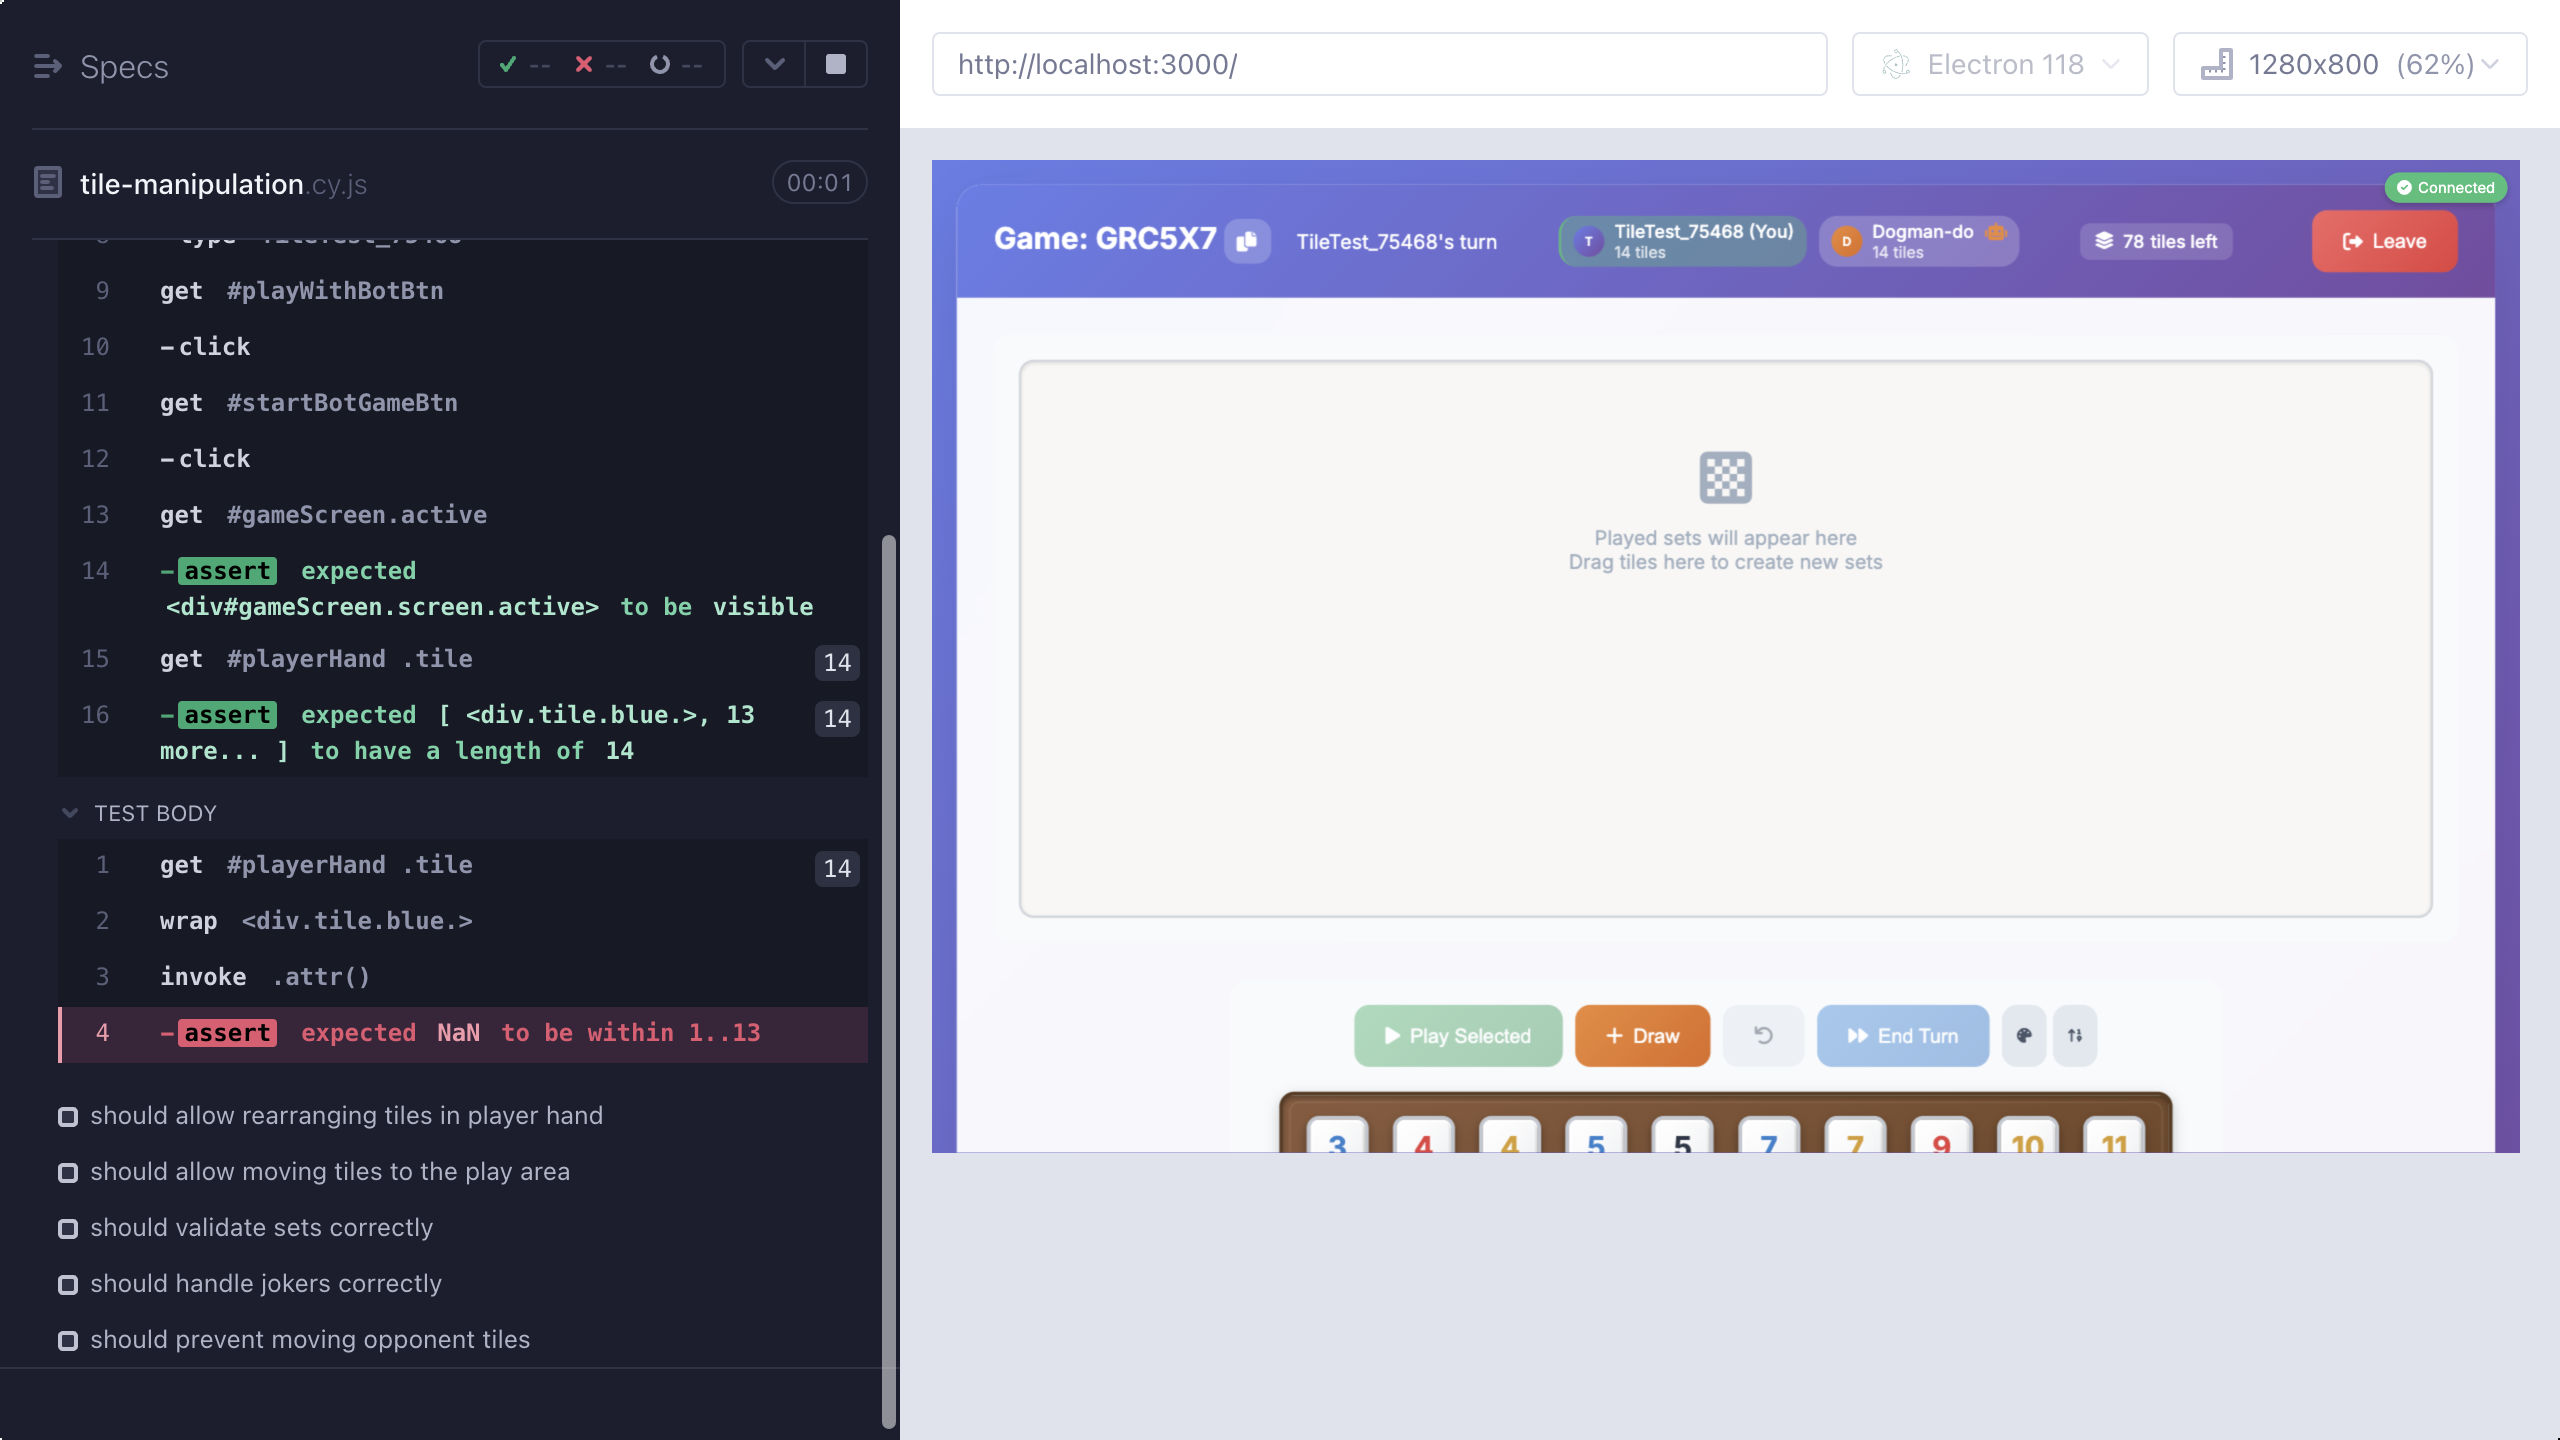 Specs
-- -- --
tile-manipulation.cy.js
00:01
9 get #playWithBotBtn
10 -click
11 get #startBotGameBtn
12 -click
13 get #gameScreen.active
14 -assert expected
<div#gameScreen.screen.active> to be visible
15 get #playerHand .tile 14
16 -assert expected [ <div.tile.blue.>, 13 14
more... ] to have a length of 14
TEST BODY
1 get #playerHand .tile 14
2 wrap <div.tile.blue.>
3 invoke .attr()
4 -assert expected NaN to be within 1..13
should allow rearranging tiles in player hand
should allow moving tiles to the play area
should validate sets correctly
should handle jokers correctly
should prevent moving opponent tiles
http://localhost:3000/
Electron 118
1280x800 (62%)
Connected
Game: GRC5X7
TileTest_75468's turn
T
TileTest_75468 (You)
14 tiles
D
Dogman-do
14 tiles
78 tiles left
Leave
Played sets will appear here
Drag tiles here to create new sets
Play Selected
Draw
End Turn
3 4 4 5 5 7 7 9 10 11